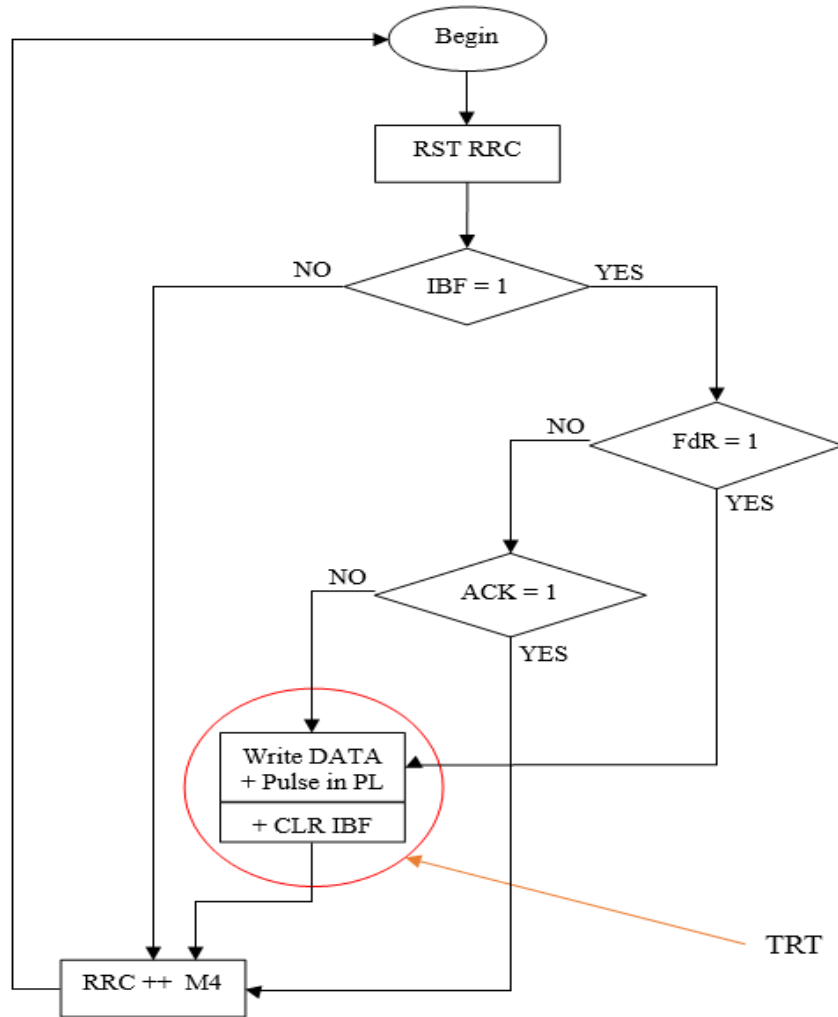 Begin
RST RRC
NO
IBF = 1
YES
NO
FdR = 1
YES
NO
ACK = 1
YES
Write DATA
+ Pulse in PL
+ CLR IBF
TRT
RRC ++ M4